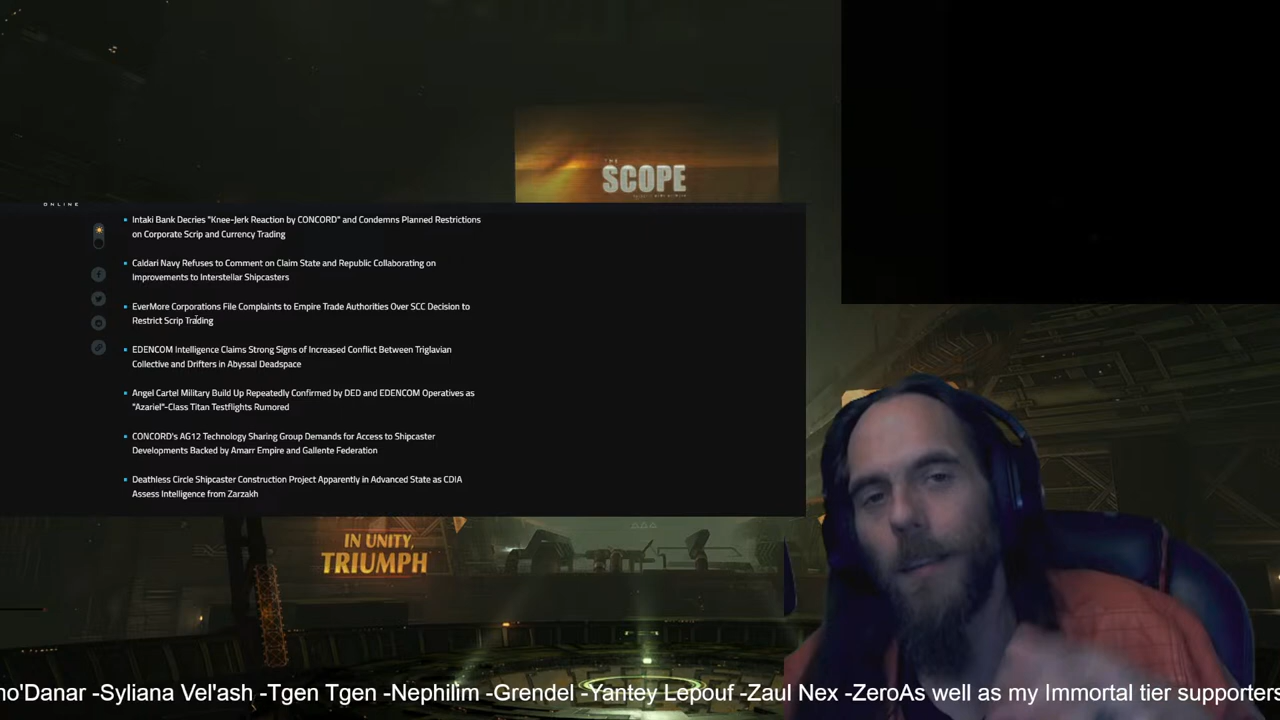 THE
SCOPE
ONLINE
Intaki Bank Decries "Knee-Jerk Reaction by CONCORD" and Condemns Planned Restrictions
on Corporate Scrip and Currency Trading
Caldari Navy Refuses to Comment on Claim State and Republic Collaborating on
Improvements to Interstellar Shipcasters
EverMore Corporations File Complaints to Empire Trade Authorities Over SCC Decision to
Restrict Scrip Trading
EDENCOM Intelligence Claims Strong Signs of Increased Conflict Between Triglavian
Collective and Drifters in Abyssal Deadspace
Angel Cartel Military Build Up Repeatedly Confirmed by DED and EDENCOM Operatives as
"Azariel"-Class Titan Testflights Rumored
CONCORD's AG12 Technology Sharing Group Demands for Access to Shipcaster
Developments Backed by Amarr Empire and Gallente Federation
Deathless Circle Shipcaster Construction Project Apparently in Advanced State as CDIA
Assess Intelligence from Zarzakh
IN UNITY,
TRIUMPH
no'Danar -Syliana Vel'ash -Tgen Tgen -Nephilim -Grendel -Yantey Lepouf -Zaul Nex -ZeroAs well as my Immortal tier supporters